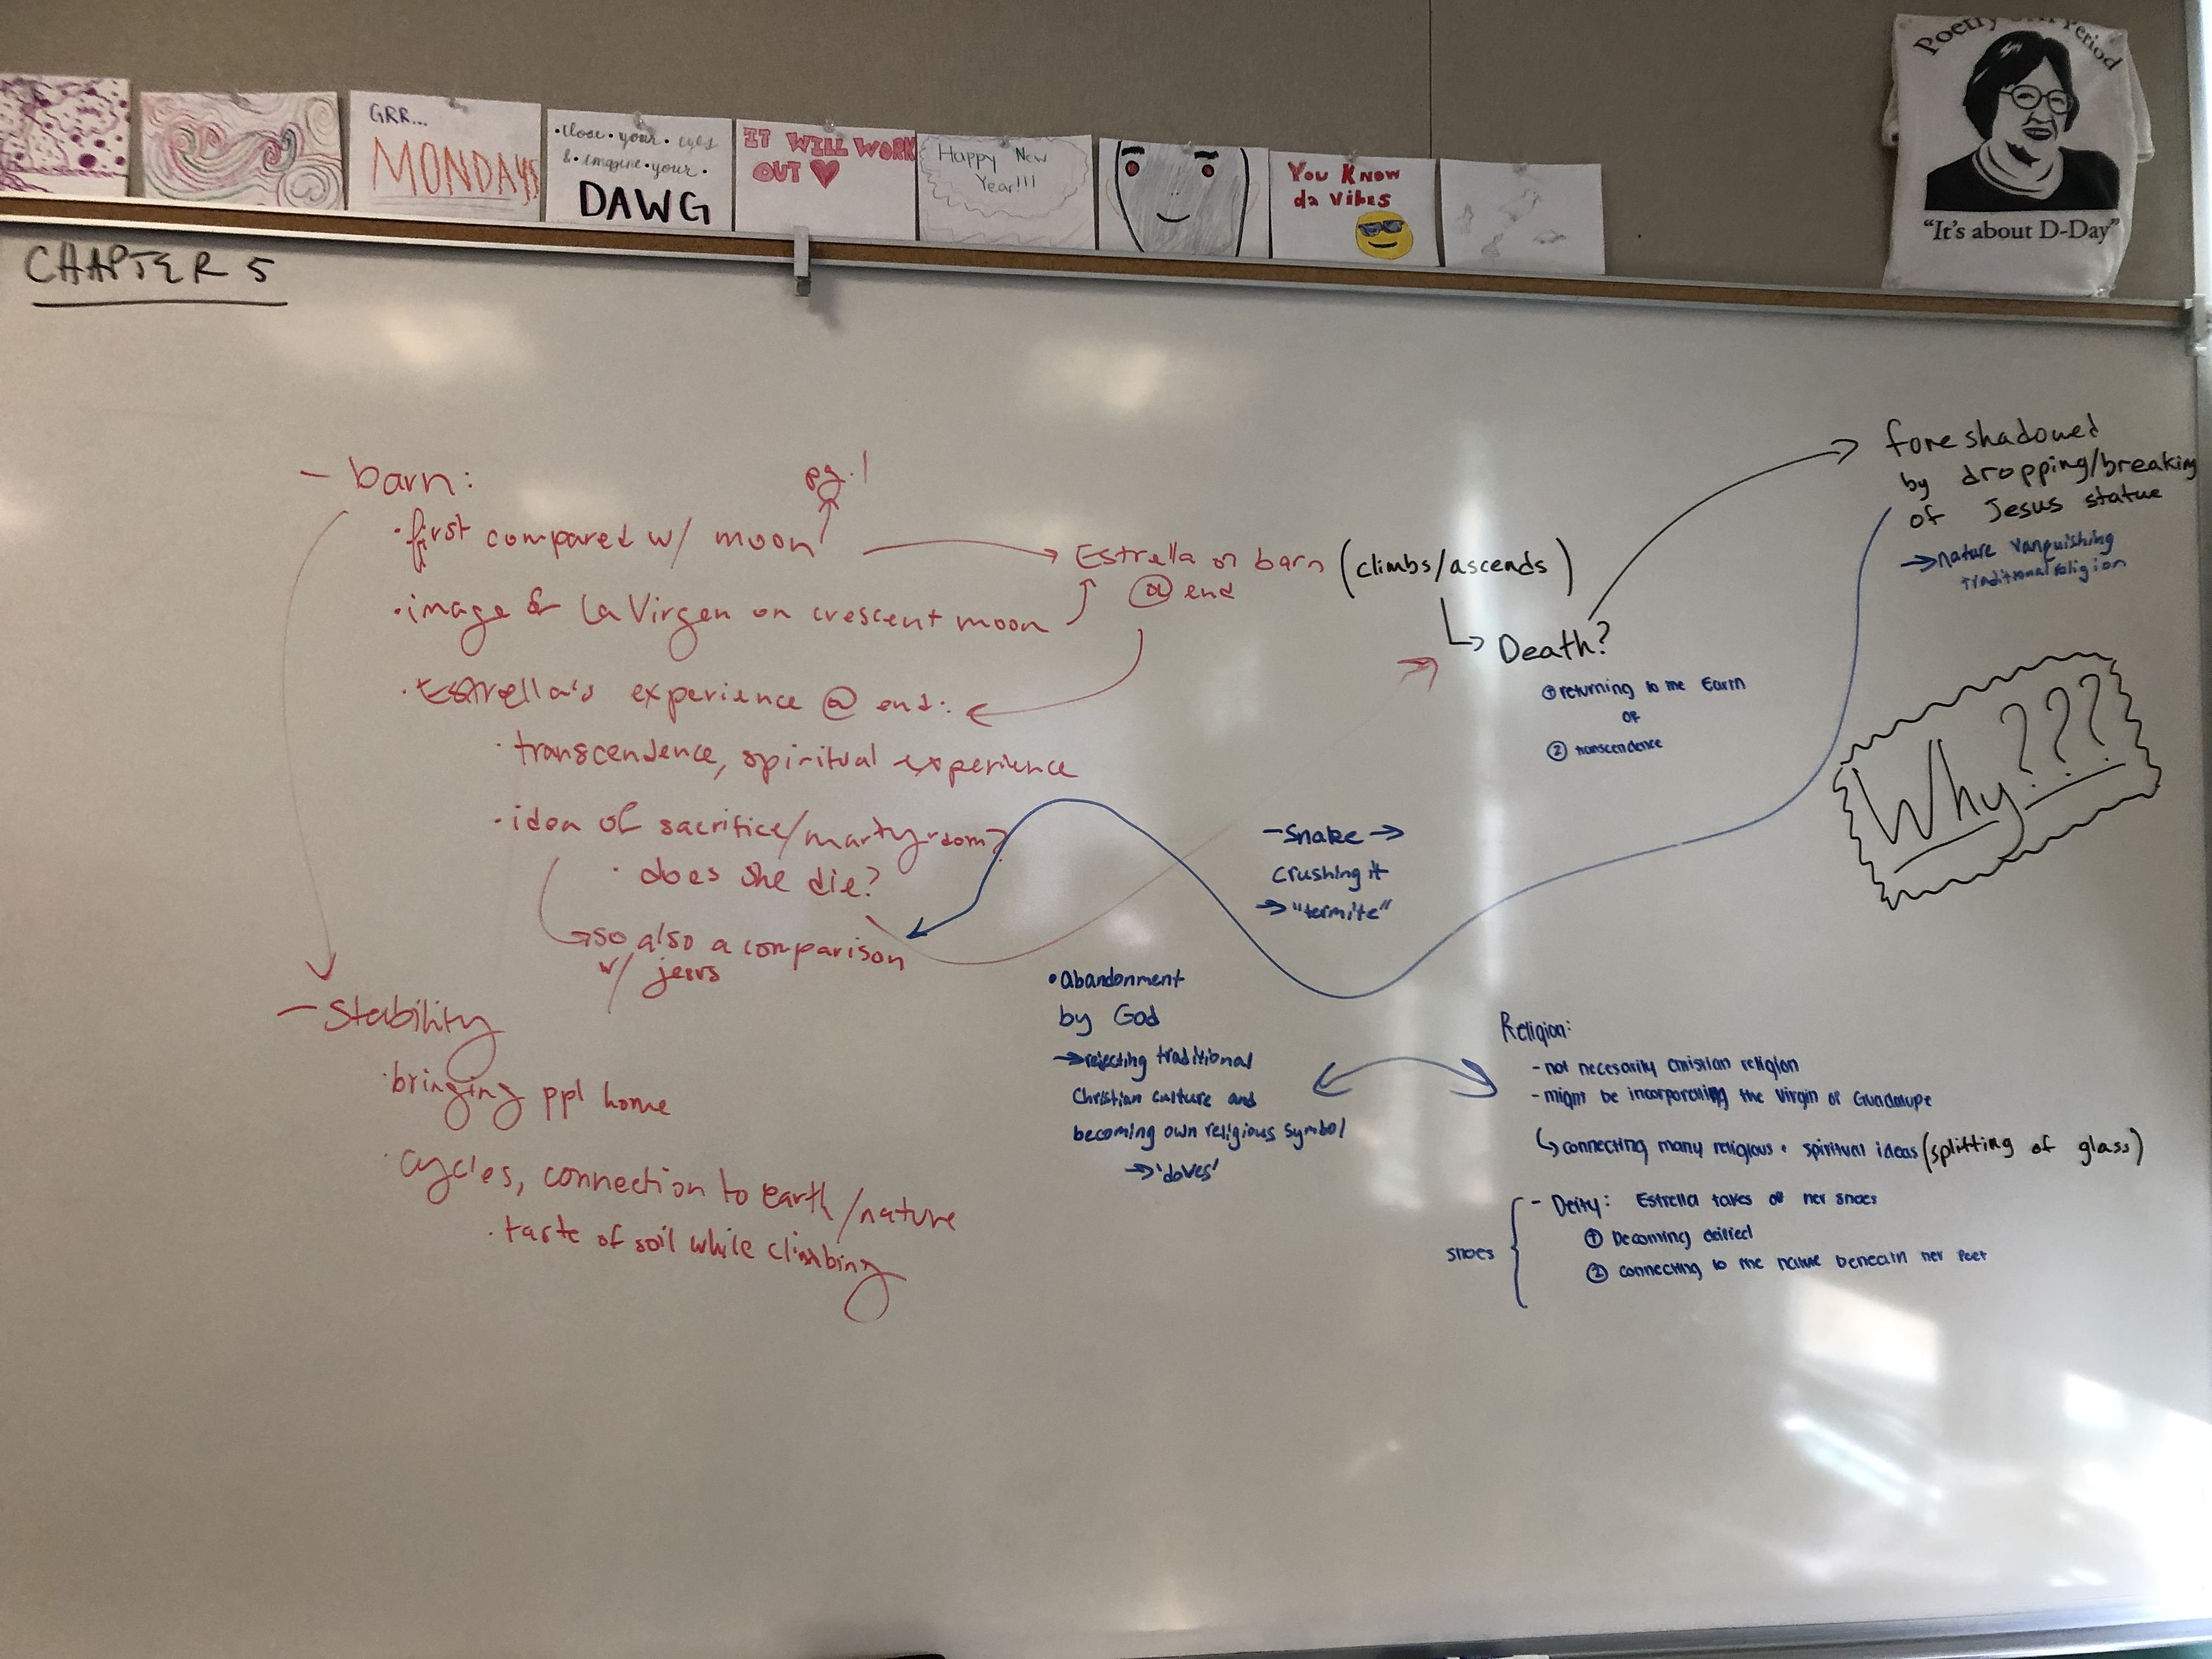 GRR...
MONDAYS
•close•your•eyes
&•imagine•your•
DAWG
IT WILL WORK
OUT ♥
Happy New
Year!!!
You Know
da vibes
Poetry Period
"It's about D-Day"
CHAPTER 5
- barn:
pg. 1
• first compared w/ moon
• image of La Virgen on crescent moon
Estrella on barn (climbs/ascends)
@ end
• Estrella's experience @ end:
• transcendence, spiritual experience
• idea of sacrifice/martyrdom?
• does she die?
→ so also a comparison
w/ jesus
- Stability
• bringing ppl home
• cycles, connection to earth/nature
• taste of soil while climbing
→ Death?
① returning to the Earth
or
② transcendence
foreshadowed
by dropping/breaking
of Jesus statue
→ nature vanquishing
traditional religion
Why???
- Snake →
crushing it
→ "termite"
• Abandonment
by God
→ rejecting traditional
Christian culture and
becoming own religious symbol
→ 'doves'
Religion:
- not necesarily Christian religion
- might be incorporating the Virgin of Guadalupe
↳ connecting many religious + spiritual ideas (splitting of glass)
shoes
- Deity: Estrella takes of her shoes
① becoming deified
② connecting to the nature beneath her feet